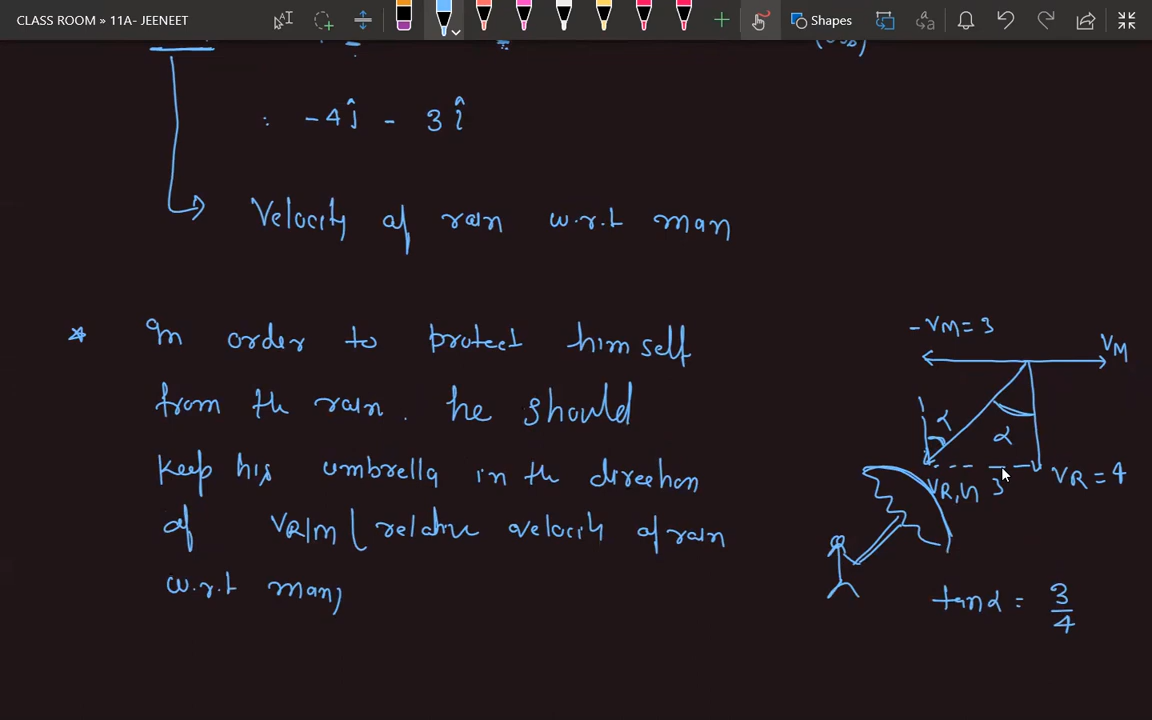 CLASS ROOM » 11A- JEENEET
Shapes
: -4ĵ - 3î
Velocity of rain w.r.t man
* In order to protect himself
from the rain. he should
keep his umbrella in the direction
of VR/M (relative velocity of rain
w.r.t man)
-VM = 3
VM
α
α
VR,M 3
VR = 4
tanα = 3/4